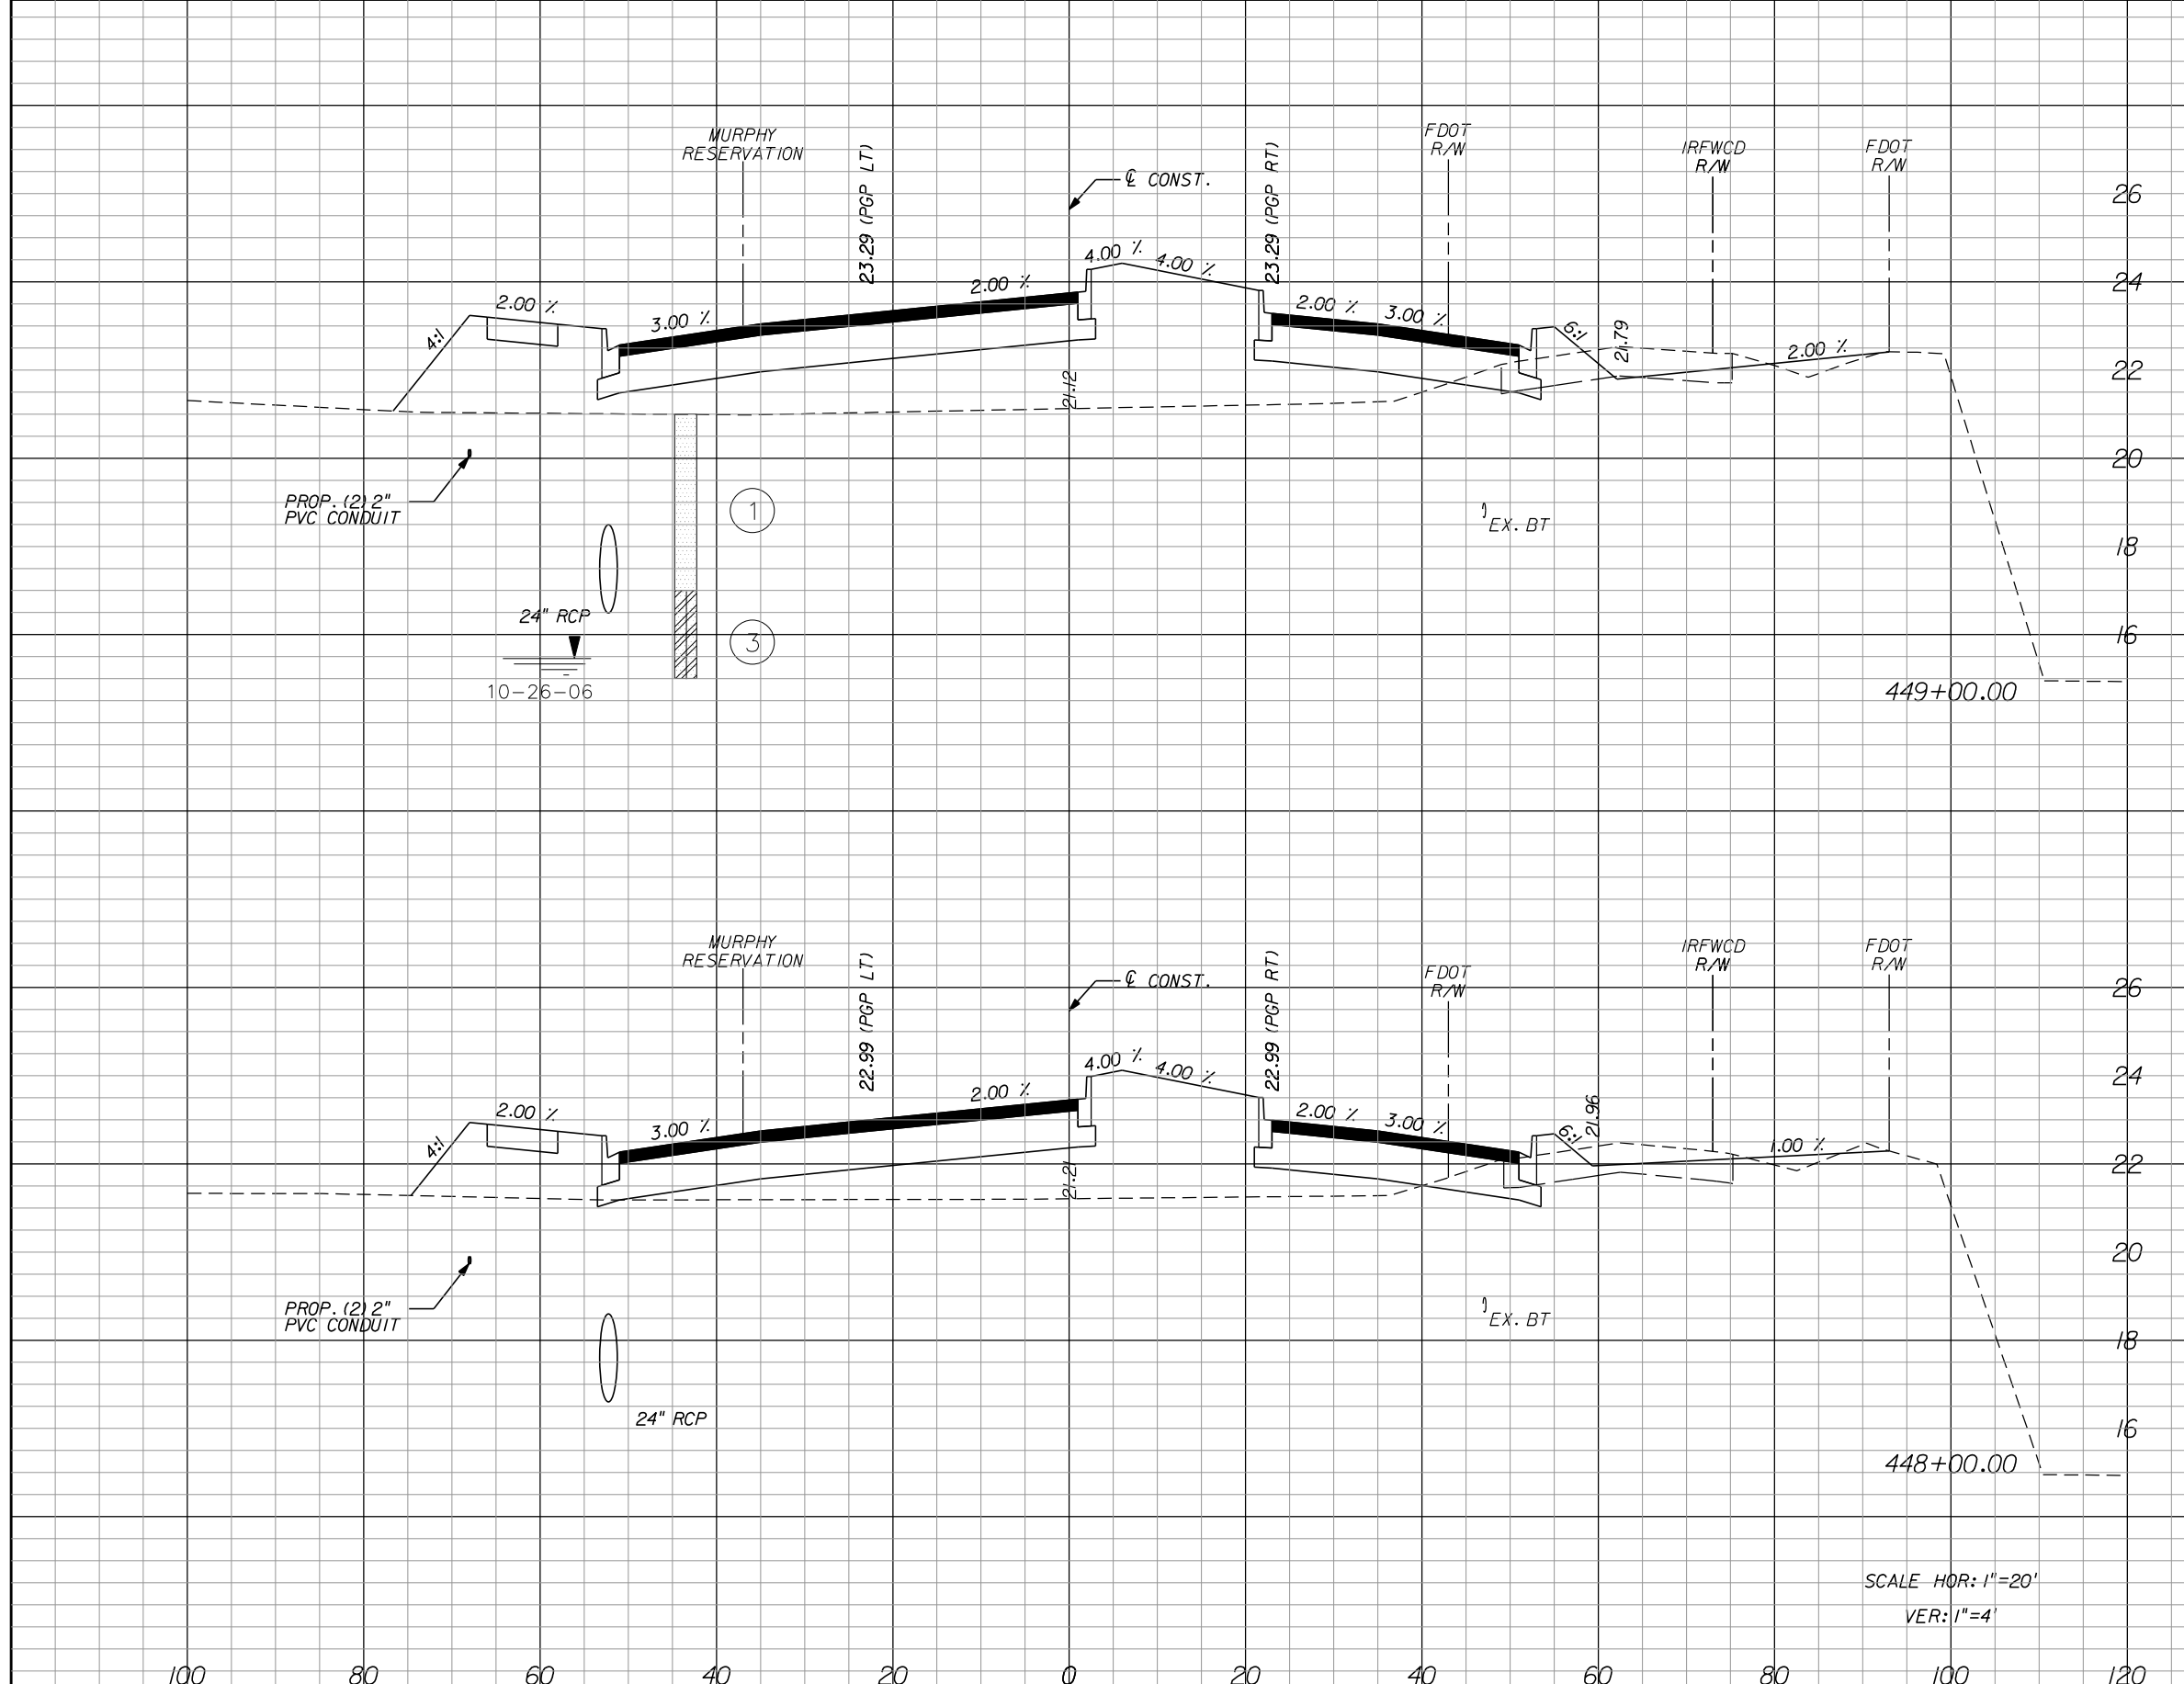 MURPHY
RESERVATION
23.29 (PGP LT)
℄ CONST.
23.29 (PGP RT)
FDOT
R/W
IRFWCD
R/W
FDOT
R/W
26
4.00 %
4.00 %
24
2.00 %
3.00 %
2.00 %
2.00 %
3.00 %
4:1
6:1
21.79
2.00 %
22
21.12
20
PROP. (2) 2"
PVC CONDUIT
1
EX. BT
18
24" RCP
3
16
10-26-06
449+00.00
MURPHY
RESERVATION
22.99 (PGP LT)
℄ CONST.
22.99 (PGP RT)
FDOT
R/W
IRFWCD
R/W
FDOT
R/W
26
4.00 %
4.00 %
24
2.00 %
3.00 %
2.00 %
2.00 %
3.00 %
4:1
6:1
21.96
1.00 %
22
21.21
20
PROP. (2) 2"
PVC CONDUIT
EX. BT
18
24" RCP
16
448+00.00
SCALE HOR: 1"=20'
VER: 1"=4'
100 80 60 40 20 0 20 40 60 80 100 120